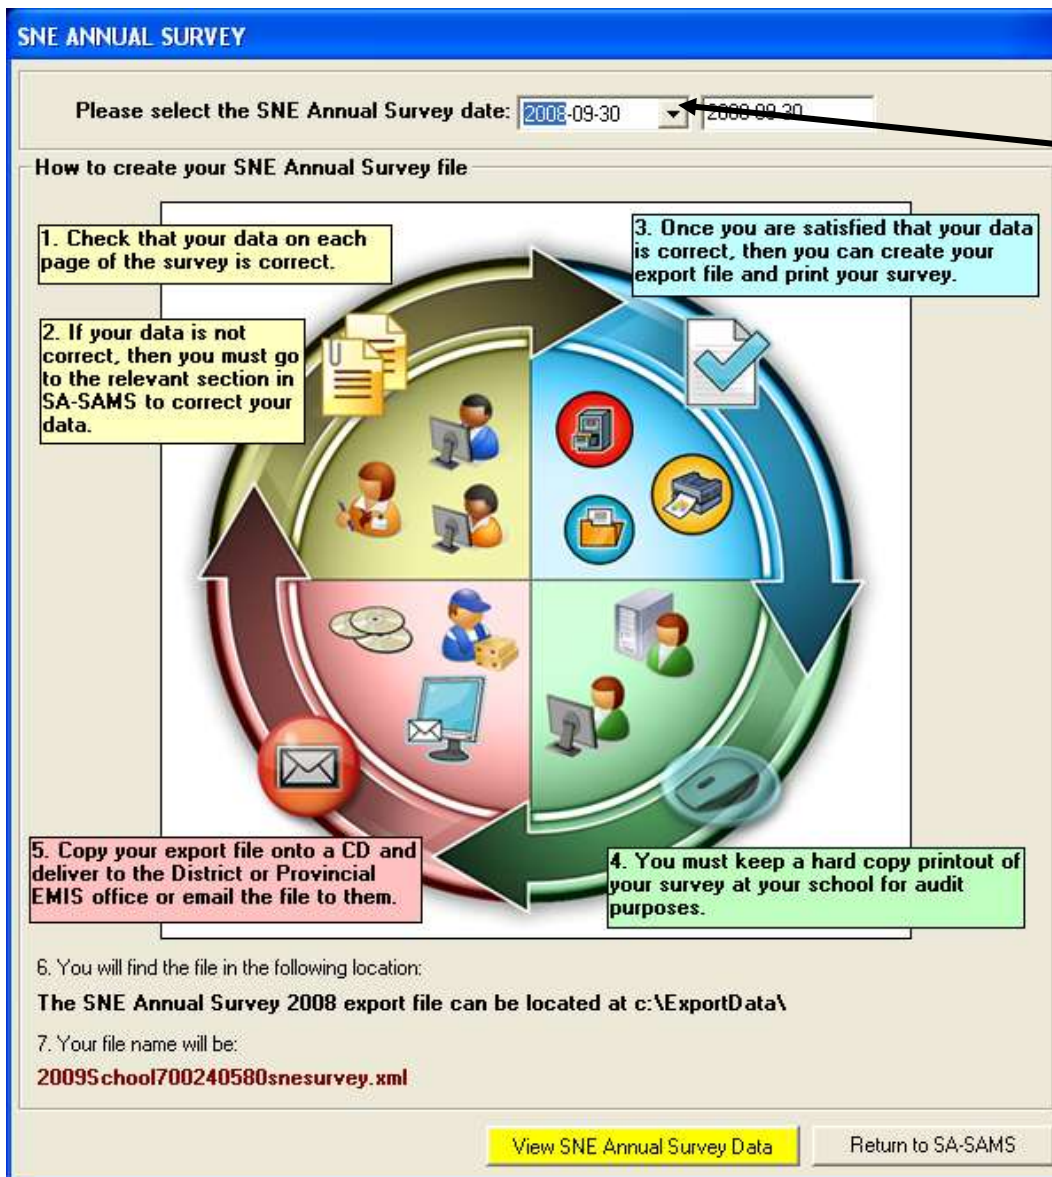 SNE ANNUAL SURVEY
Please select the SNE Annual Survey date: 2008-09-30 2008-09-30
How to create your SNE Annual Survey file
1. Check that your data on each
page of the survey is correct.
2. If your data is not
correct, then you must go
to the relevant section in
SA-SAMS to correct your
data.
3. Once you are satisfied that your data
is correct, then you can create your
export file and print your survey.
4. You must keep a hard copy printout of
your survey at your school for audit
purposes.
5. Copy your export file onto a CD and
deliver to the District or Provincial
EMIS office or email the file to them.
6. You will find the file in the following location:
The SNE Annual Survey 2008 export file can be located at c:\ExportData\
7. Your file name will be:
2009School700240580snesurvey.xml
View SNE Annual Survey Data Return to SA-SAMS